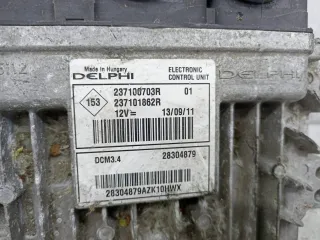 Made in Hungary
DELPHI
ELECTRONIC
CONTROL UNIT
153
237100703R 01
237101862R
12V= 13/09/11
DCM3.4 28304879
28304879AZK10HWX